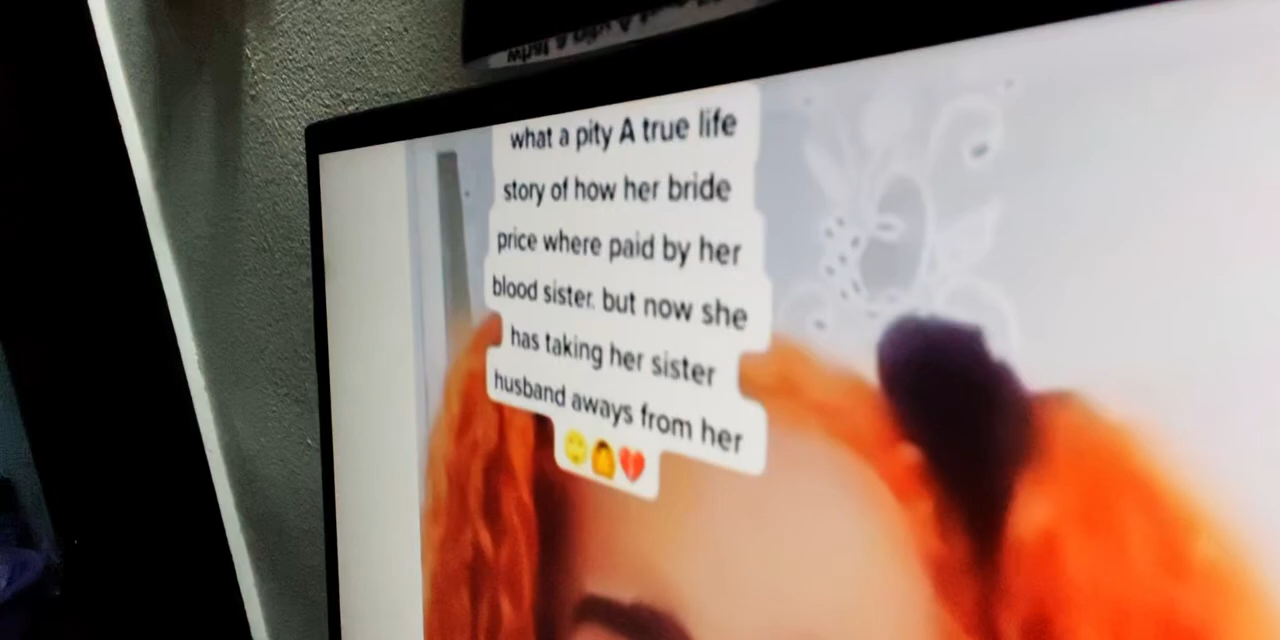 what a pity A true life
story of how her bride
price where paid by her
blood sister. but now she
has taking her sister
husband aways from her
🙄🤦💔